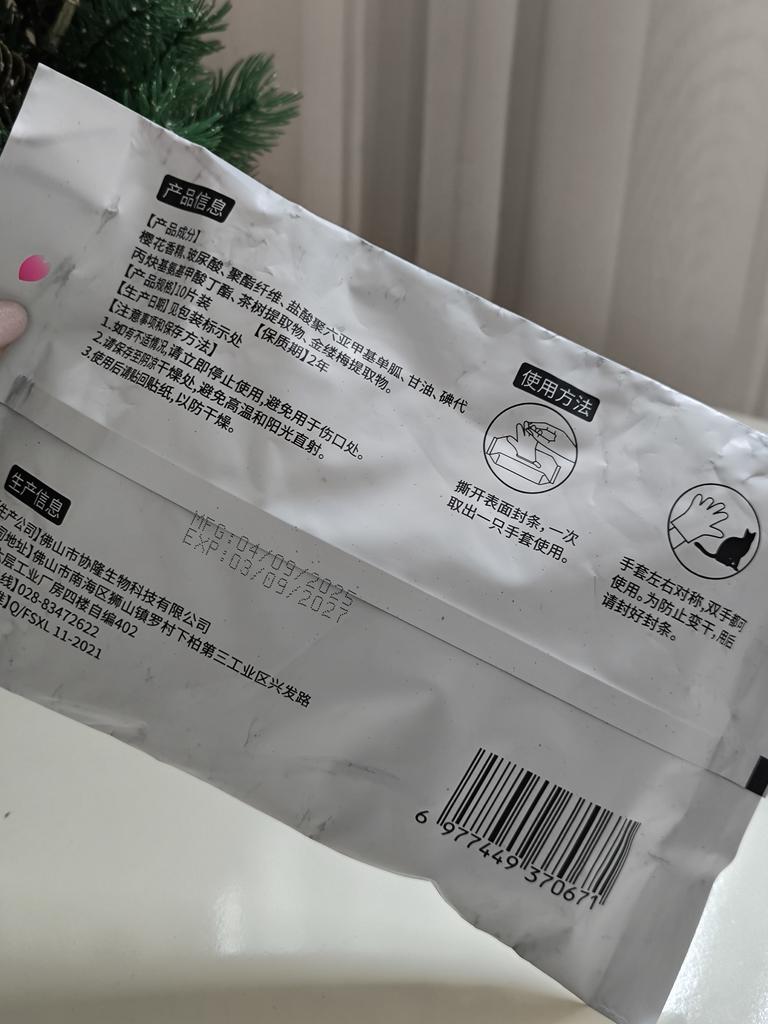 产品信息
【产品成分】
樱花香精、玻尿酸、聚酯纤维、盐酸聚六亚甲基单胍、甘油、碘代
丙炔基氨基甲酸丁酯、茶树提取物、金缕梅提取物。
【产品规格】10片装
【生产日期】见包装标示处 【保质期】2年
【注意事项和保存方法】
1.如有不适情况,请立即停止使用,避免用于伤口处。
2.请保存至阴凉干燥处,避免高温和阳光直射。
3.使用后请贴回贴纸,以防干燥。
使用方法
撕开表面封条,一次
取出一只手套使用。
手套左右对称,双手都可
使用。为防止变干,用后
请封好封条。
生产信息
生产公司】佛山市协隆生物科技有限公司
地址】佛山市南海区狮山镇罗村下柏第三工业区兴发路
层工业厂房四楼自编402
线】028-83472622
】Q/FSXL 11-2021
MFG:04/09/2025
EXP:03/09/2027
6 977449 370671